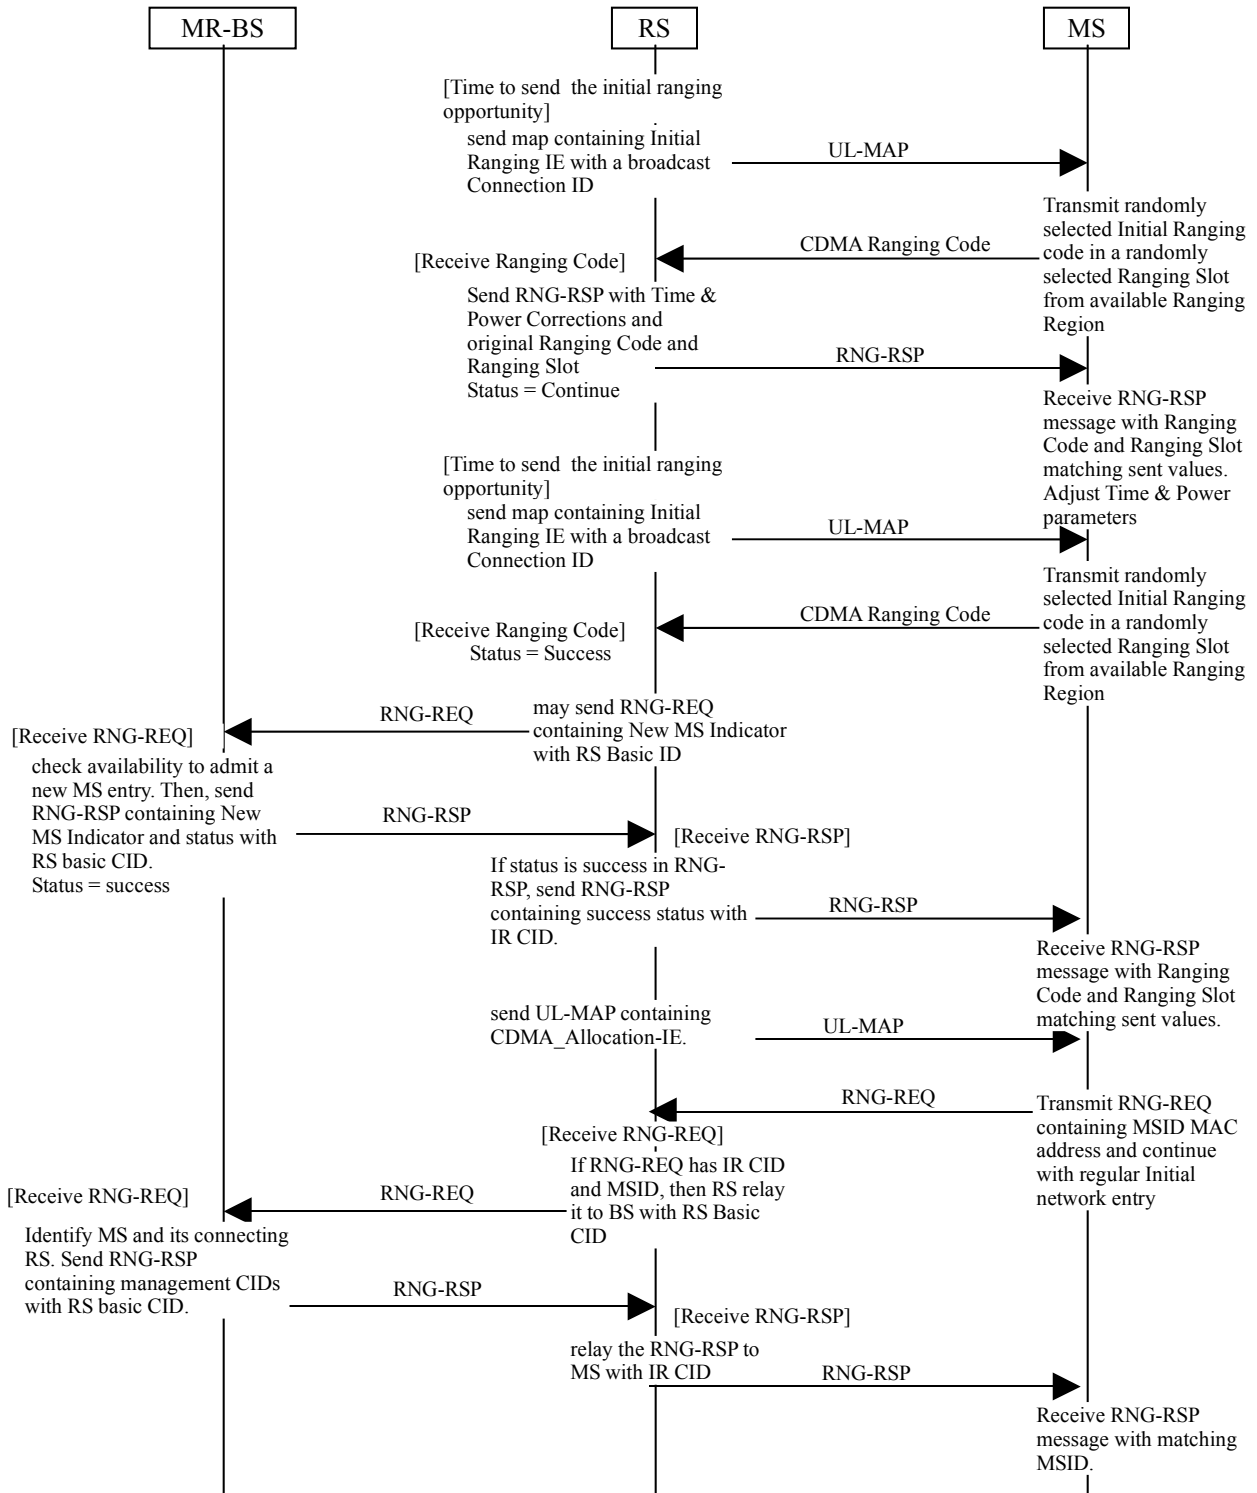 MR-BS
RS
MS
[Time to send the initial ranging
opportunity]
send map containing Initial
Ranging IE with a broadcast
Connection ID
UL-MAP
Transmit randomly
selected Initial Ranging
code in a randomly
selected Ranging Slot
from available Ranging
Region
CDMA Ranging Code
[Receive Ranging Code]
Send RNG-RSP with Time &
Power Corrections and
original Ranging Code and
Ranging Slot
Status = Continue
RNG-RSP
Receive RNG-RSP
message with Ranging
Code and Ranging Slot
matching sent values.
Adjust Time & Power
parameters
[Time to send the initial ranging
opportunity]
send map containing Initial
Ranging IE with a broadcast
Connection ID
UL-MAP
Transmit randomly
selected Initial Ranging
code in a randomly
selected Ranging Slot
from available Ranging
Region
CDMA Ranging Code
[Receive Ranging Code]
Status = Success
may send RNG-REQ
containing New MS Indicator
with RS Basic ID
RNG-REQ
[Receive RNG-REQ]
check availability to admit a
new MS entry. Then, send
RNG-RSP containing New
MS Indicator and status with
RS basic CID.
Status = success
RNG-RSP
[Receive RNG-RSP]
If status is success in RNG-
RSP, send RNG-RSP
containing success status with
IR CID.
RNG-RSP
Receive RNG-RSP
message with Ranging
Code and Ranging Slot
matching sent values.
send UL-MAP containing
CDMA_Allocation-IE.
UL-MAP
Transmit RNG-REQ
containing MSID MAC
address and continue
with regular Initial
network entry
RNG-REQ
[Receive RNG-REQ]
If RNG-REQ has IR CID
and MSID, then RS relay
it to BS with RS Basic
CID
RNG-REQ
[Receive RNG-REQ]
Identify MS and its connecting
RS. Send RNG-RSP
containing management CIDs
with RS basic CID.
RNG-RSP
[Receive RNG-RSP]
relay the RNG-RSP to
MS with IR CID
RNG-RSP
Receive RNG-RSP
message with matching
MSID.